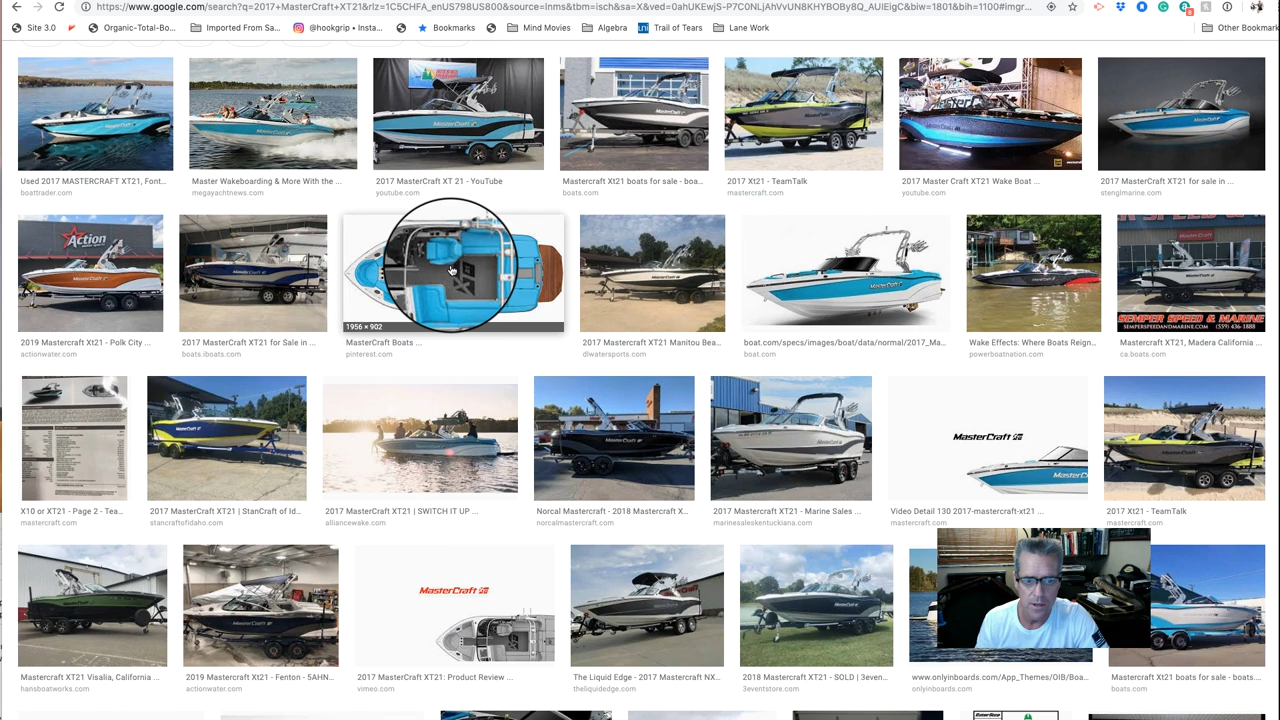 https://www.google.com/search?q=2017+MasterCraft+XT21&rlz=1C5CHFA_enUS798US800&source=lnms&tbm=isch&sa=X&ved=0ahUKEwjS-P7C0NLjAhVvUN8KHYBOBy8Q_AUIEigC&biw=1801&bih=1100#imgr...
Site 3.0 Organic-Total-Bo... Imported From Sa... @hookgrip • Insta... Bookmarks Mind Movies Algebra Trail of Tears Lane Work Other Bookmark
Used 2017 MASTERCRAFT XT21, Font...
boattrader.com
Master Wakeboarding & More With the ...
megayachtnews.com
2017 MasterCraft XT 21 - YouTube
youtube.com
Mastercraft Xt21 boats for sale - boa...
boats.com
2017 Xt21 - TeamTalk
mastercraft.com
2017 Master Craft XT21 Wake Boat ...
youtube.com
2017 MasterCraft XT21 for sale in ...
stenglmarine.com
Action
2019 Mastercraft Xt21 - Polk City ...
actionwater.com
2017 MasterCraft XT21 for Sale in ...
boats.iboats.com
1956 × 902
MasterCraft Boats ...
pinterest.com
2017 MasterCraft XT21 Manitou Bea...
dlwatersports.com
boat.com/specs/images/boat/data/normal/2017_Ma...
boat.com
Wake Effects: Where Boats Reign...
powerboatnation.com
SEMPER SPEED & MARINE
SEMPERSPEEDANDMARINE.COM (559) 436-1888
Mastercraft XT21, Madera California ...
ca.boats.com
X10 or XT21 - Page 2 - Tea...
mastercraft.com
2017 MasterCraft XT21 | StanCraft of Id...
stancraftofidaho.com
2017 MasterCraft XT21 | SWITCH IT UP ...
alliancewake.com
Norcal Mastercraft - 2018 Mastercraft X...
norcalmastercraft.com
2017 MasterCraft XT21 - Marine Sales ...
marinesaleskentuckiana.com
MasterCraft
Video Detail 130 2017-mastercraft-xt21 ...
mastercraft.com
2017 Xt21 - TeamTalk
mastercraft.com
MasterCraft XT21 Visalia, California ...
hansboatworks.com
2019 Mastercraft Xt21 - Fenton - 5AHN...
actionwater.com
MasterCraft
2017 MasterCraft XT21: Product Review ...
vimeo.com
The Liquid Edge - 2017 Mastercraft NX...
theliquidedge.com
2018 Mastercraft XT21 - SOLD | 3even...
3eventstore.com
www.onlyinboards.com/App_Themes/OIB/Boa...
onlyinboards.com
Mastercraft Xt21 boats for sale - boats....
boats.com